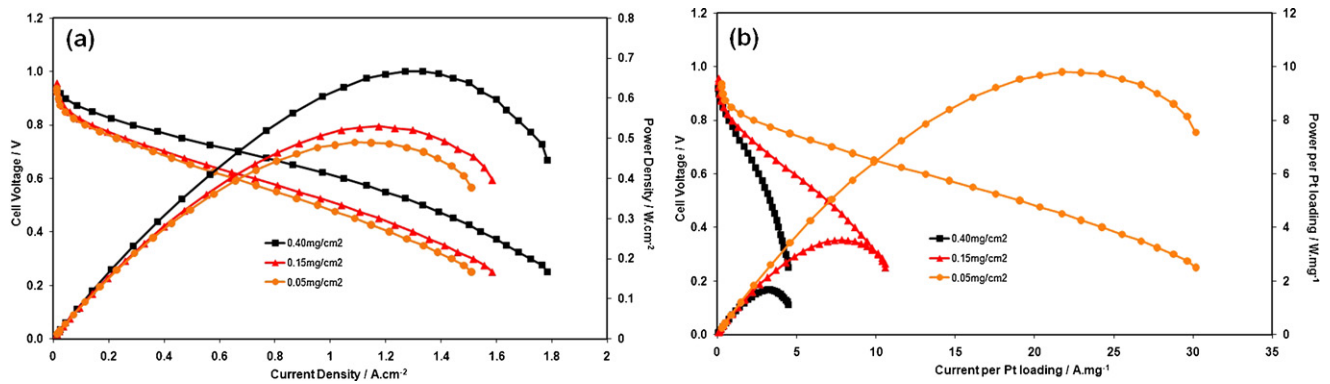 (a)
1.2
1.0
0.8
0.6
0.4
0.2
0.0
Cell Voltage / V
0 0.2 0.4 0.6 0.8 1 1.2 1.4 1.6 1.8 2
Current Density / A.cm-2
0.8
0.7
0.6
0.5
0.4
0.3
0.2
0.1
0
Power Density / W.cm-2
0.40mg/cm2
0.15mg/cm2
0.05mg/cm2
(b)
1.2
1.0
0.8
0.6
0.4
0.2
0.0
Cell Voltage / V
0 5 10 15 20 25 30 35
Current per Pt loading / A.mg-1
12
10
8
6
4
2
0
Power per Pt loading / W.mg-1
0.40mg/cm2
0.15mg/cm2
0.05mg/cm2